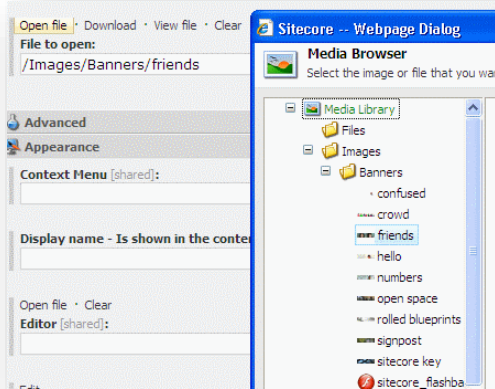 Open file · Download · View file · Clear
File to open:
/Images/Banners/friends
Advanced
Appearance
Context Menu [shared]:
Display name - Is shown in the conte
Open file · Clear
Editor [shared]:
Edit
Sitecore -- Webpage Dialog
Media Browser
Select the image or file that you wa
Media Library
Files
Images
Banners
confused
crowd
friends
hello
numbers
open space
rolled blueprints
signpost
sitecore key
sitecore_flashba